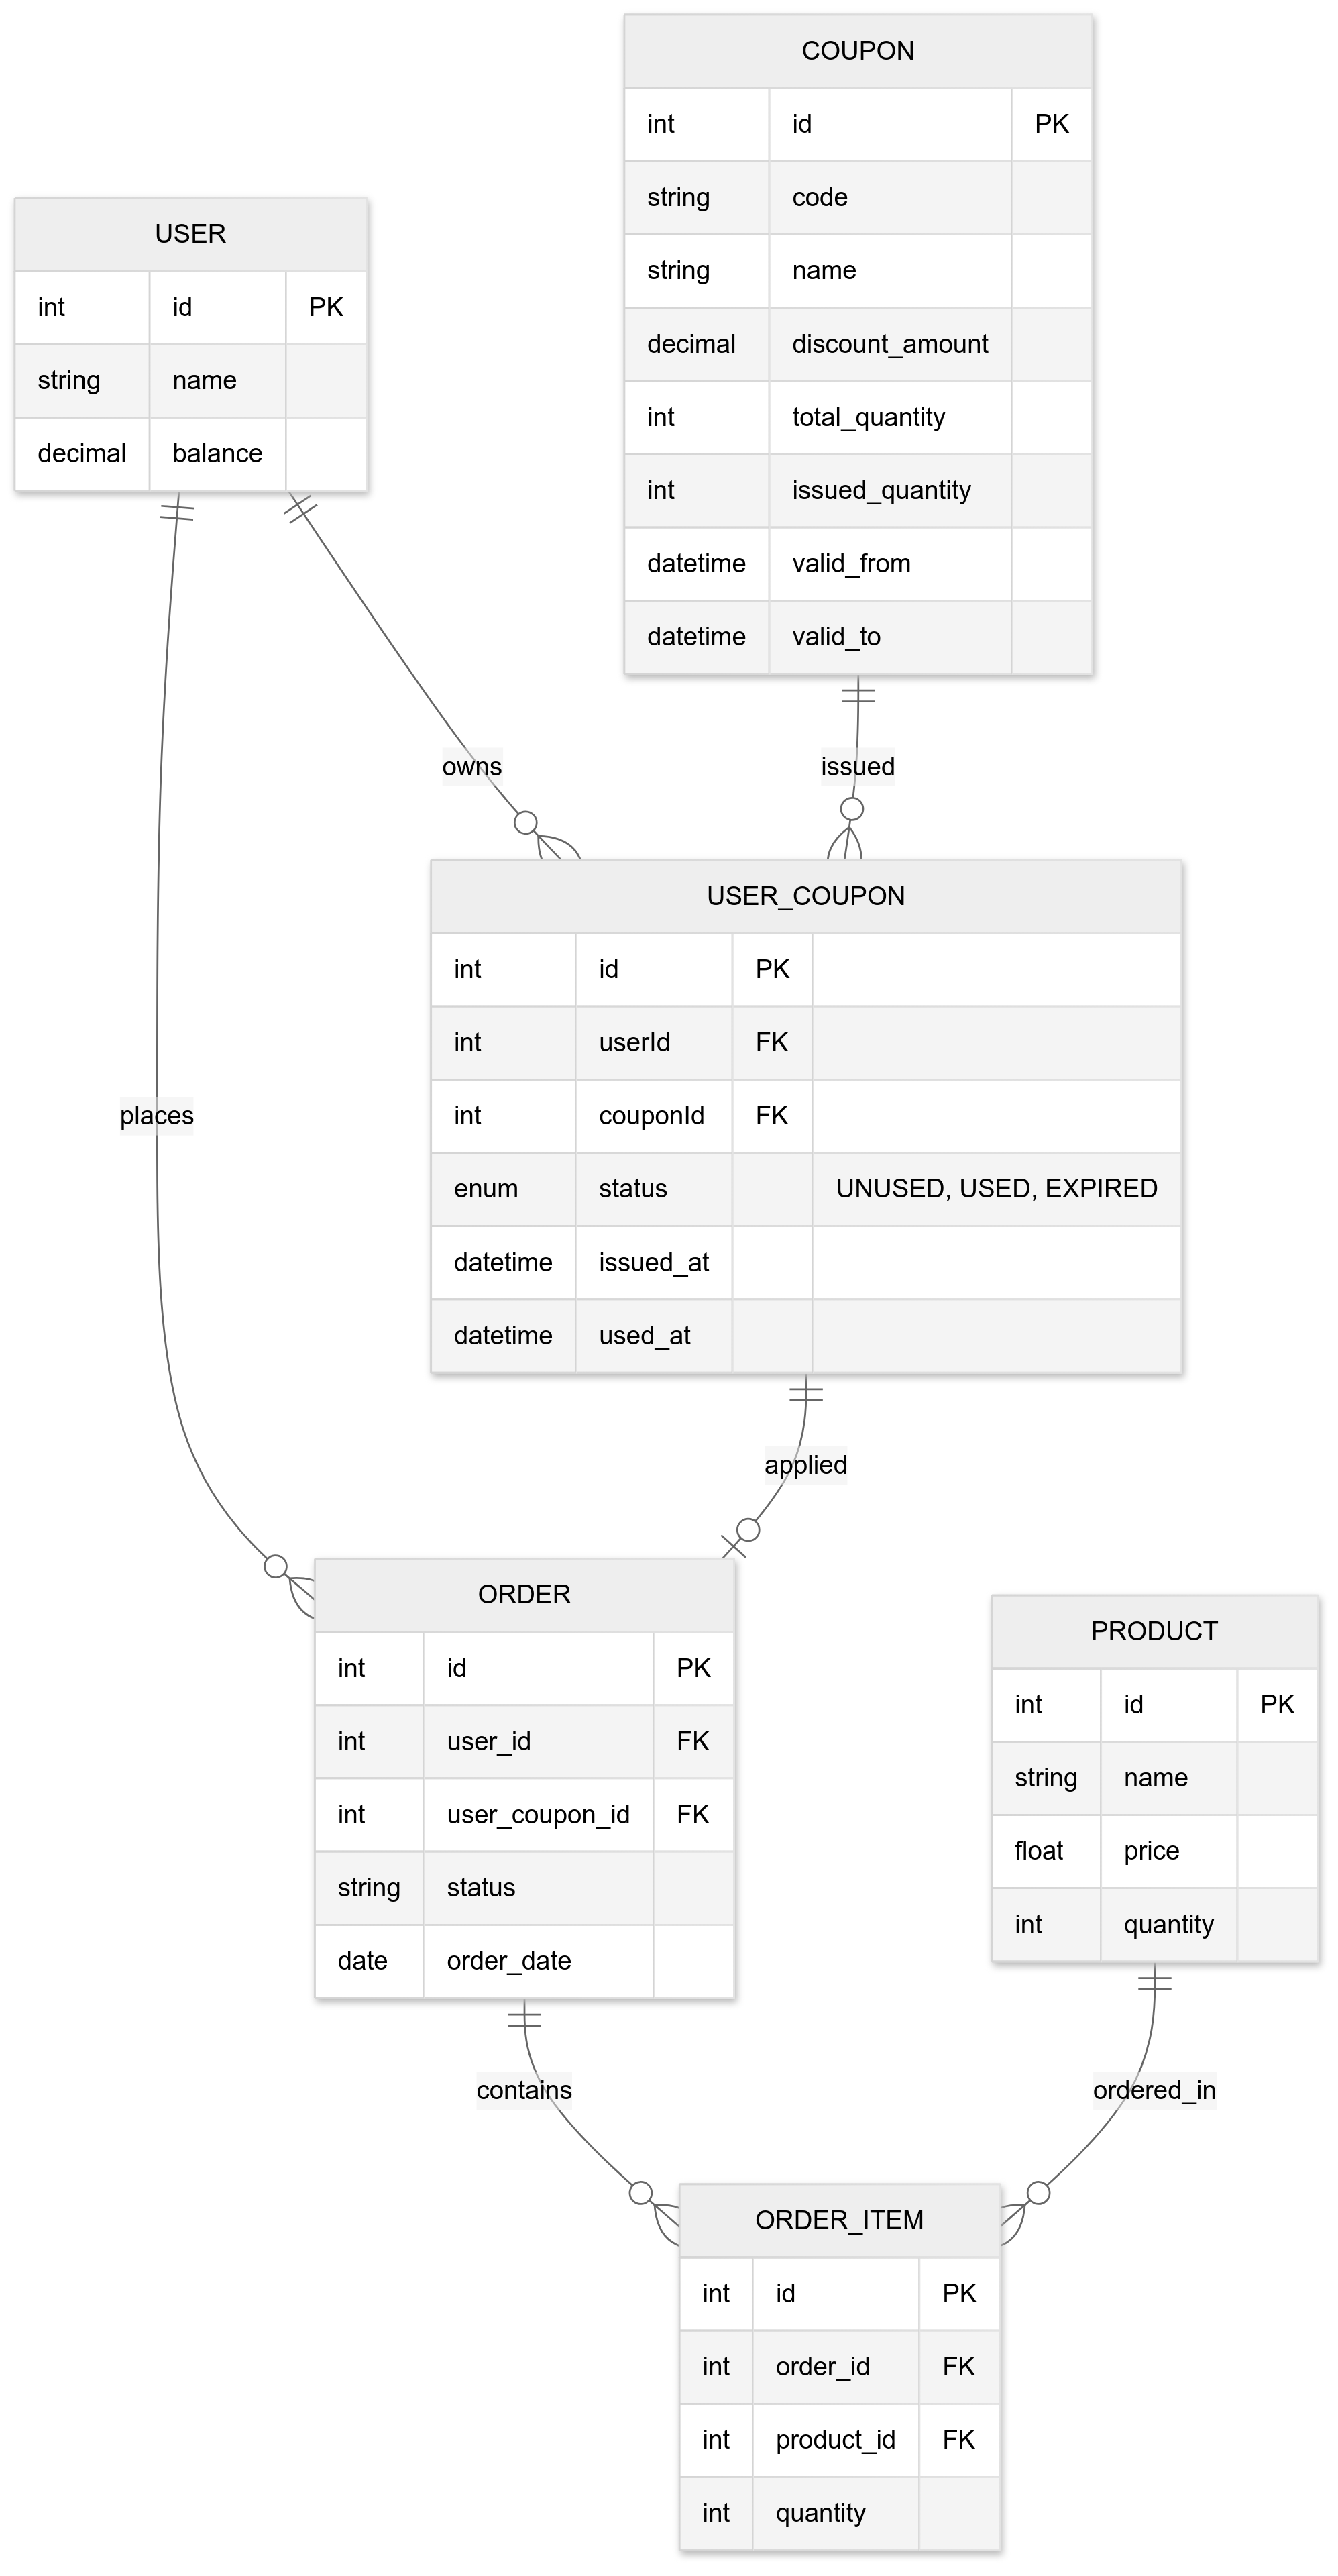 COUPON
int id PK
string code
string name
decimal discount_amount
int total_quantity
int issued_quantity
datetime valid_from
datetime valid_to
USER
int id PK
string name
decimal balance
owns
issued
USER_COUPON
int id PK
int userId FK
int couponId FK
enum status UNUSED, USED, EXPIRED
datetime issued_at
datetime used_at
places
applied
ORDER
int id PK
int user_id FK
int user_coupon_id FK
string status
date order_date
PRODUCT
int id PK
string name
float price
int quantity
contains
ordered_in
ORDER_ITEM
int id PK
int order_id FK
int product_id FK
int quantity